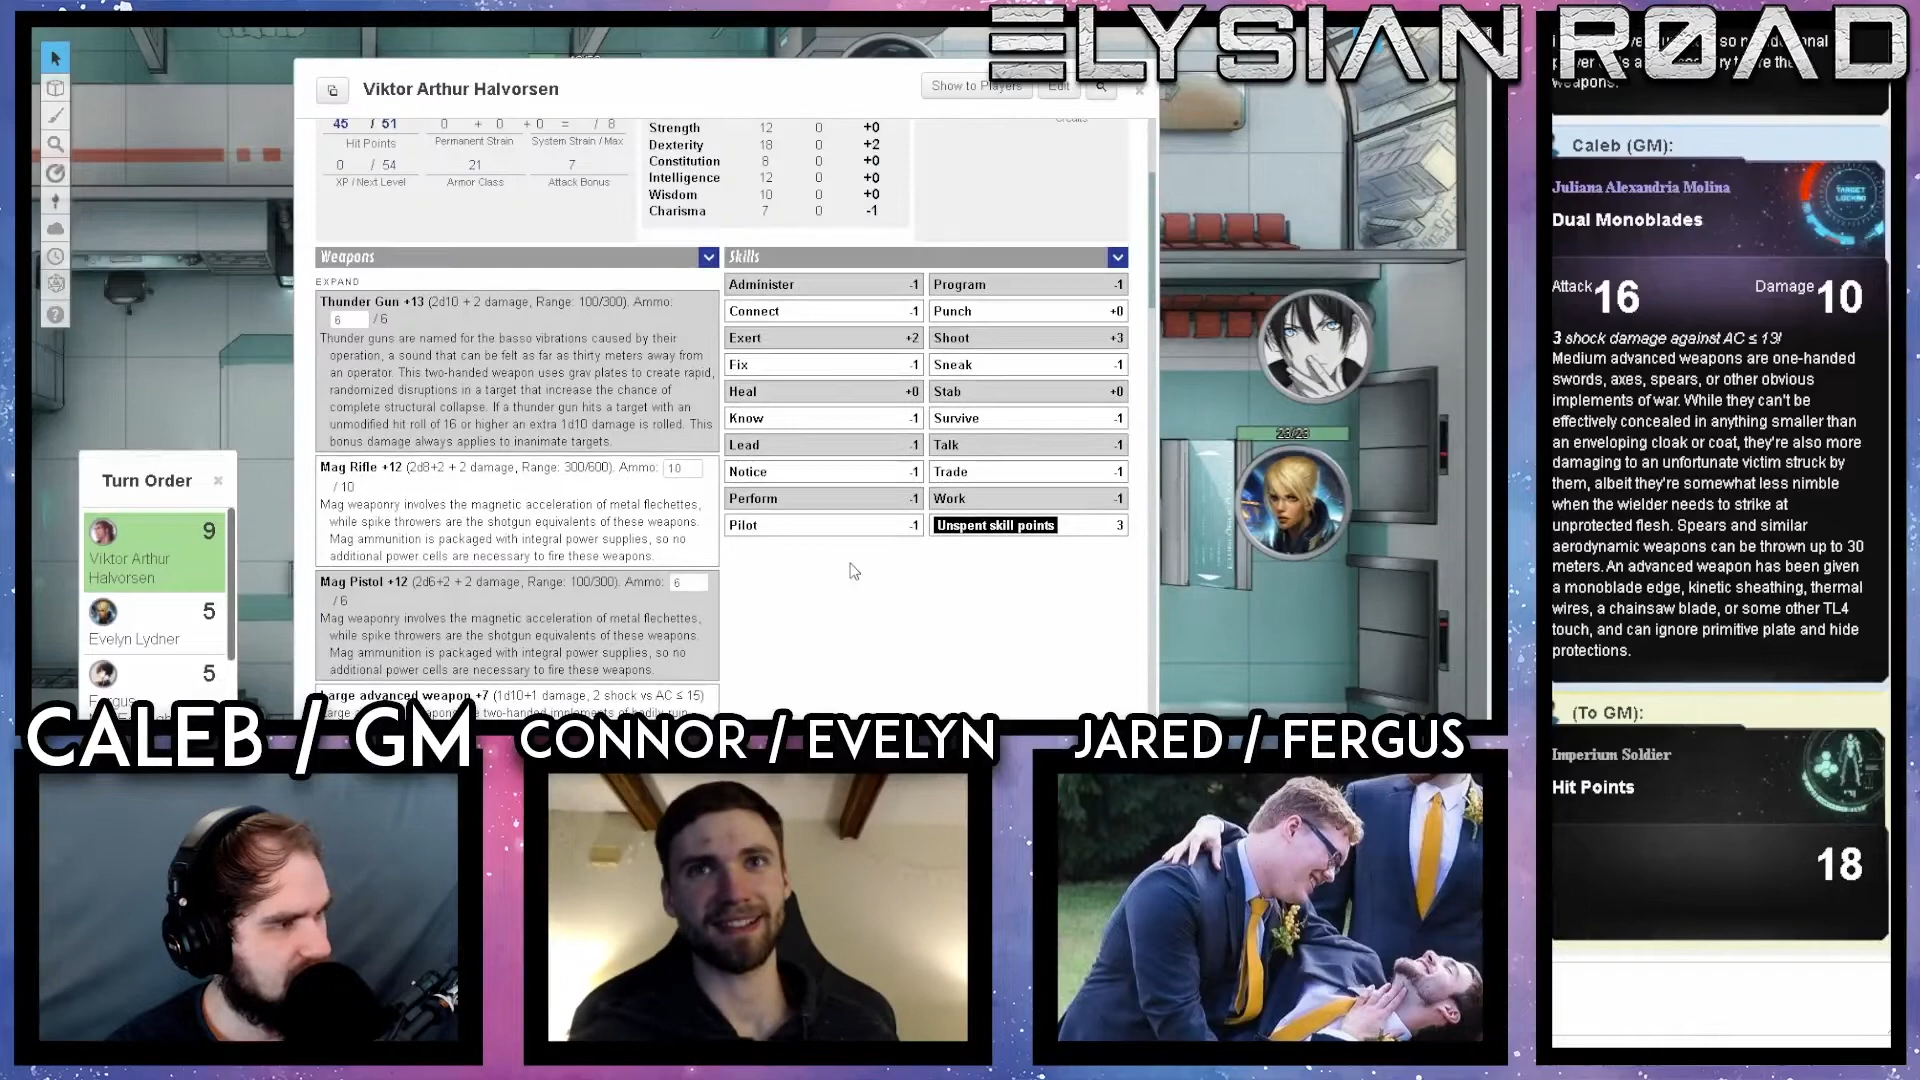 ELYSIAN RØAD
Viktor Arthur Halvorsen
Show to Players
Edit
45 / 51
Hit Points
0 + 0 + 0 = / 8
Permanent Strain
System Strain / Max
0 / 54
XP / Next Level
21
Armor Class
7
Attack Bonus
Strength 12 0 +0
Dexterity 18 0 +2
Constitution 8 0 +0
Intelligence 12 0 +0
Wisdom 10 0 +0
Charisma 7 0 -1
Credits
Weapons
EXPAND
Thunder Gun +13 (2d10 + 2 damage, Range: 100/300). Ammo:
6 / 6
Thunder guns are named for the basso vibrations caused by their
operation, a sound that can be felt as far as thirty meters away from
an operator. This two-handed weapon uses grav plates to create rapid,
randomized disruptions in a target that increase the chance of
complete structural collapse. If a thunder gun hits a target with an
unmodified hit roll of 16 or higher an extra 1d10 damage is rolled. This
bonus damage always applies to inanimate targets.
Mag Rifle +12 (2d8+2 + 2 damage, Range: 300/600). Ammo: 10
/ 10
Mag weaponry involves the magnetic acceleration of metal flechettes,
while spike throwers are the shotgun equivalents of these weapons.
Mag ammunition is packaged with integral power supplies, so no
additional power cells are necessary to fire these weapons.
Mag Pistol +12 (2d6+2 + 2 damage, Range: 100/300). Ammo: 6
/ 6
Mag weaponry involves the magnetic acceleration of metal flechettes,
while spike throwers are the shotgun equivalents of these weapons.
Mag ammunition is packaged with integral power supplies, so no
additional power cells are necessary to fire these weapons.
Large advanced weapon +7 (1d10+1 damage, 2 shock vs AC ≤ 15)
Skills
Administer -1
Program -1
Connect -1
Punch +0
Exert +2
Shoot +3
Fix -1
Sneak -1
Heal +0
Stab +0
Know -1
Survive -1
Lead -1
Talk -1
Notice -1
Trade -1
Perform -1
Work -1
Pilot -1
Unspent skill points 3
23/23
Turn Order
9
Viktor Arthur
Halvorsen
5
Evelyn Lydner
5
Fergus
weapons.
Caleb (GM):
Juliana Alexandria Molina
Dual Monoblades
TARGET
LOCKED
Attack 16
Damage 10
3 shock damage against AC ≤ 13!
Medium advanced weapons are one-handed
swords, axes, spears, or other obvious
implements of war. While they can't be
effectively concealed in anything smaller than
an enveloping cloak or coat, they're also more
damaging to an unfortunate victim struck by
them, albeit they're somewhat less nimble
when the wielder needs to strike at
unprotected flesh. Spears and similar
aerodynamic weapons can be thrown up to 30
meters. An advanced weapon has been given
a monoblade edge, kinetic sheathing, thermal
wires, a chainsaw blade, or some other TL4
touch, and can ignore primitive plate and hide
protections.
(To GM):
Imperium Soldier
Hit Points
18
CALEB / GM
CONNOR / EVELYN
JARED / FERGUS